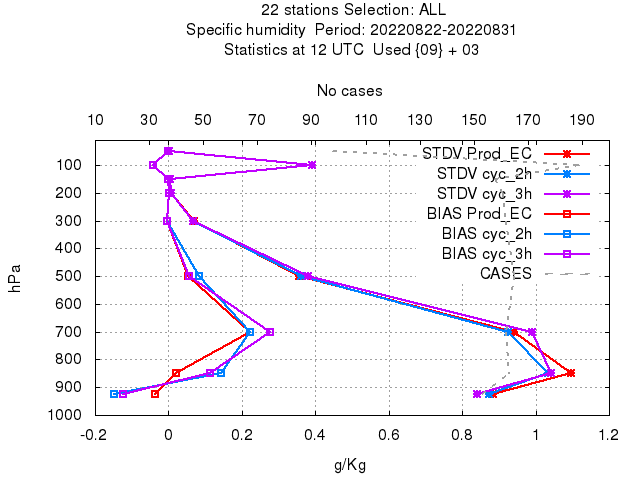 22 stations Selection: ALL
Specific humidity  Period: 20220822-20220831
Statistics at 12 UTC  Used {09} + 03
No cases
10 30 40 50 75 90 110 130 150 170 190
STDV Prod_EC
STDV cyc_2h
STDV cyc_3h
BIAS Prod_EC
BIAS cyc_2h
BIAS cyc_3h
CASES
100
200
300
400
500
600
700
800
900
1000
hPa
-0.2 0 0.2 0.4 0.6 0.8 1 1.2
g/Kg